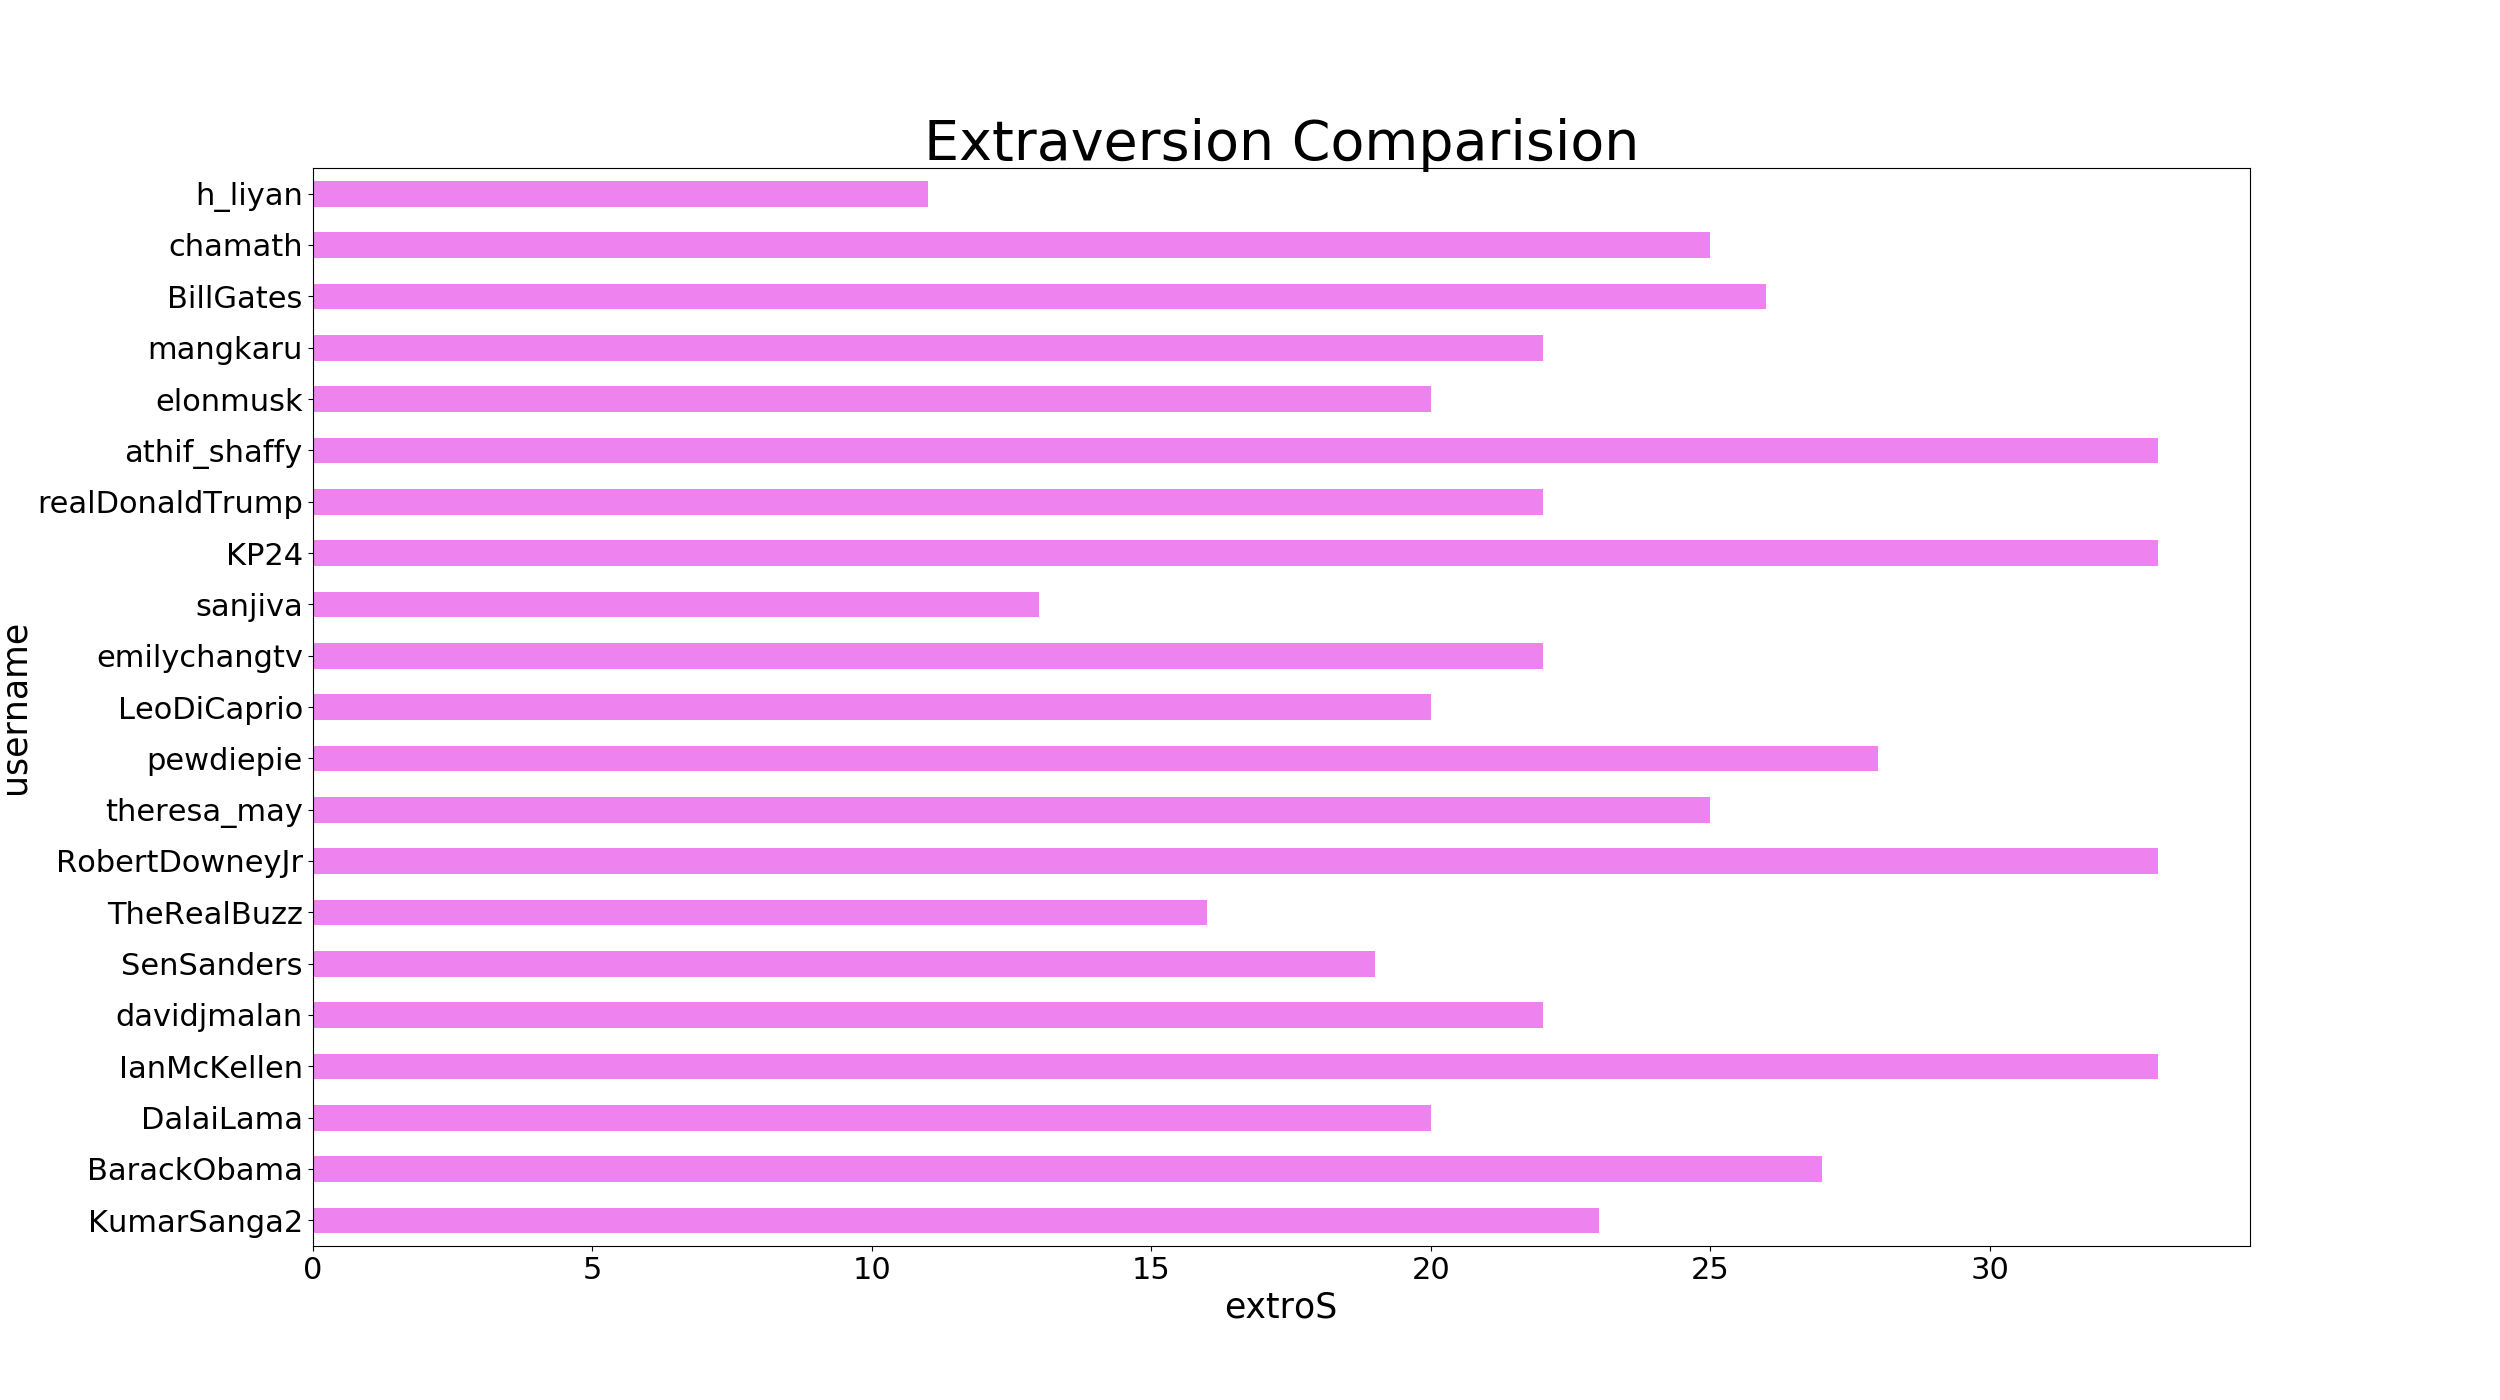 Extraversion Comparision
h_liyan
chamath
BillGates
mangkaru
elonmusk
athif_shaffy
realDonaldTrump
KP24
sanjiva
emilychangtv
LeoDiCaprio
pewdiepie
theresa_may
RobertDowneyJr
TheRealBuzz
SenSanders
davidjmalan
IanMcKellen
DalaiLama
BarackObama
KumarSanga2
username
0 5 10 15 20 25 30
extroS